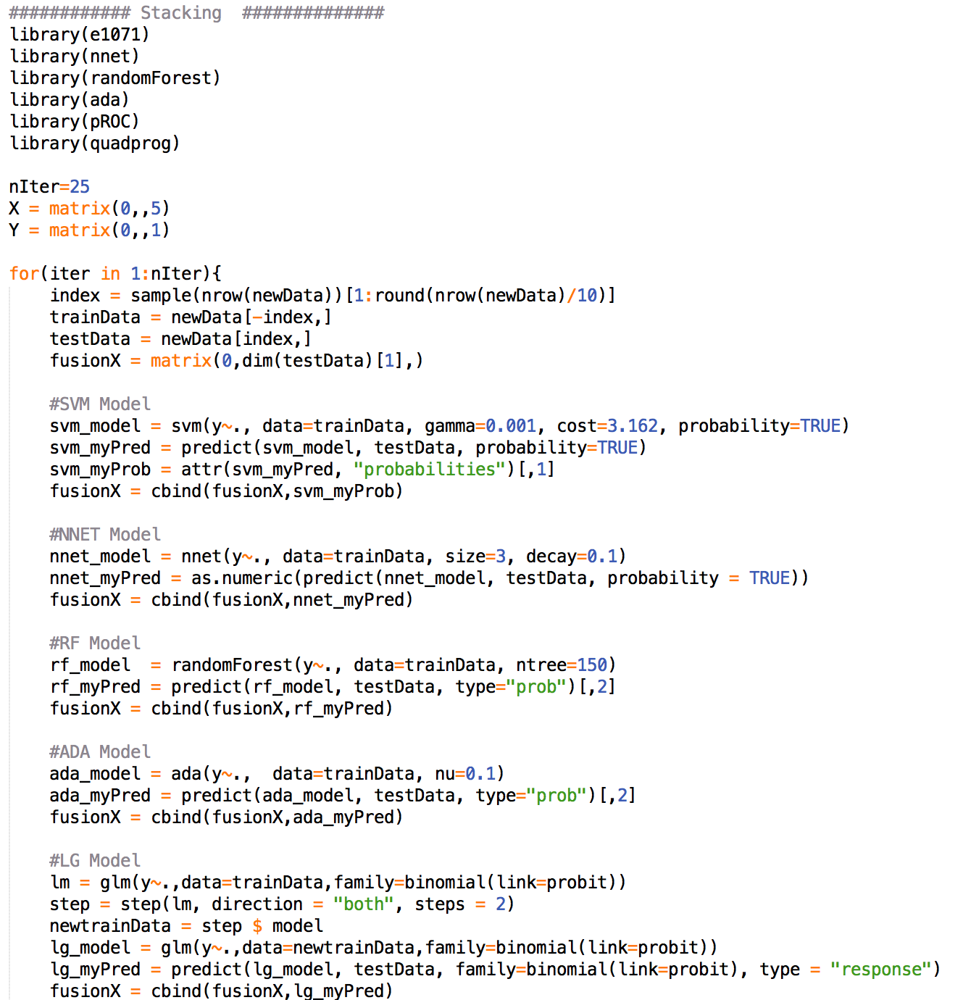 ############ Stacking  ##############
library(e1071)
library(nnet)
library(randomForest)
library(ada)
library(pROC)
library(quadprog)

nIter=25
X = matrix(0,,5)
Y = matrix(0,,1)

for(iter in 1:nIter){
    index = sample(nrow(newData))[1:round(nrow(newData)/10)]
    trainData = newData[-index,]
    testData = newData[index,]
    fusionX = matrix(0,dim(testData)[1],)

    #SVM Model
    svm_model = svm(y~., data=trainData, gamma=0.001, cost=3.162, probability=TRUE)
    svm_myPred = predict(svm_model, testData, probability=TRUE)
    svm_myProb = attr(svm_myPred, "probabilities")[,1]
    fusionX = cbind(fusionX,svm_myProb)

    #NNET Model
    nnet_model = nnet(y~., data=trainData, size=3, decay=0.1)
    nnet_myPred = as.numeric(predict(nnet_model, testData, probability = TRUE))
    fusionX = cbind(fusionX,nnet_myPred)

    #RF Model
    rf_model  = randomForest(y~., data=trainData, ntree=150)
    rf_myPred = predict(rf_model, testData, type="prob")[,2]
    fusionX = cbind(fusionX,rf_myPred)

    #ADA Model
    ada_model = ada(y~.,  data=trainData, nu=0.1)
    ada_myPred = predict(ada_model, testData, type="prob")[,2]
    fusionX = cbind(fusionX,ada_myPred)

    #LG Model
    lm = glm(y~.,data=trainData,family=binomial(link=probit))
    step = step(lm, direction = "both", steps = 2)
    newtrainData = step $ model
    lg_model = glm(y~.,data=newtrainData,family=binomial(link=probit))
    lg_myPred = predict(lg_model, testData, family=binomial(link=probit), type = "response")
    fusionX = cbind(fusionX,lg_myPred)